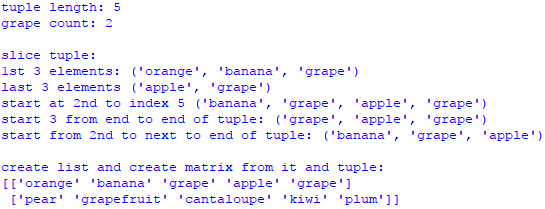 tuple length: 5
grape count: 2
slice tuple:
1st 3 elements: ('orange', 'banana', 'grape')
last 3 elements ('apple', 'grape')
start at 2nd to index 5 ('banana', 'grape', 'apple', 'grape')
start 3 from end to end of tuple: ('grape', 'apple', 'grape')
start from 2nd to next to end of tuple: ('banana', 'grape', 'apple')
create list and create matrix from it and tuple:
[['orange' 'banana' 'grape' 'apple' 'grape']
['pear' 'grapefruit' 'cantaloupe' 'kiwi' 'plum']]